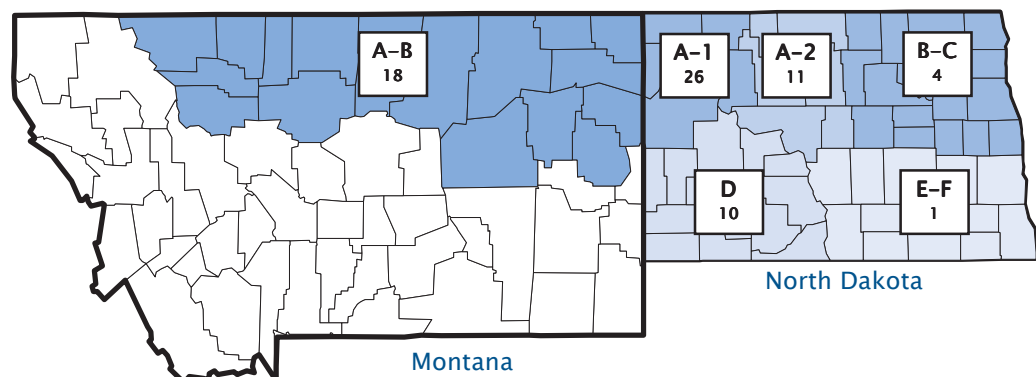 A–B
18
A–1
26
A–2
11
B–C
4
D
10
E–F
1
North Dakota
Montana